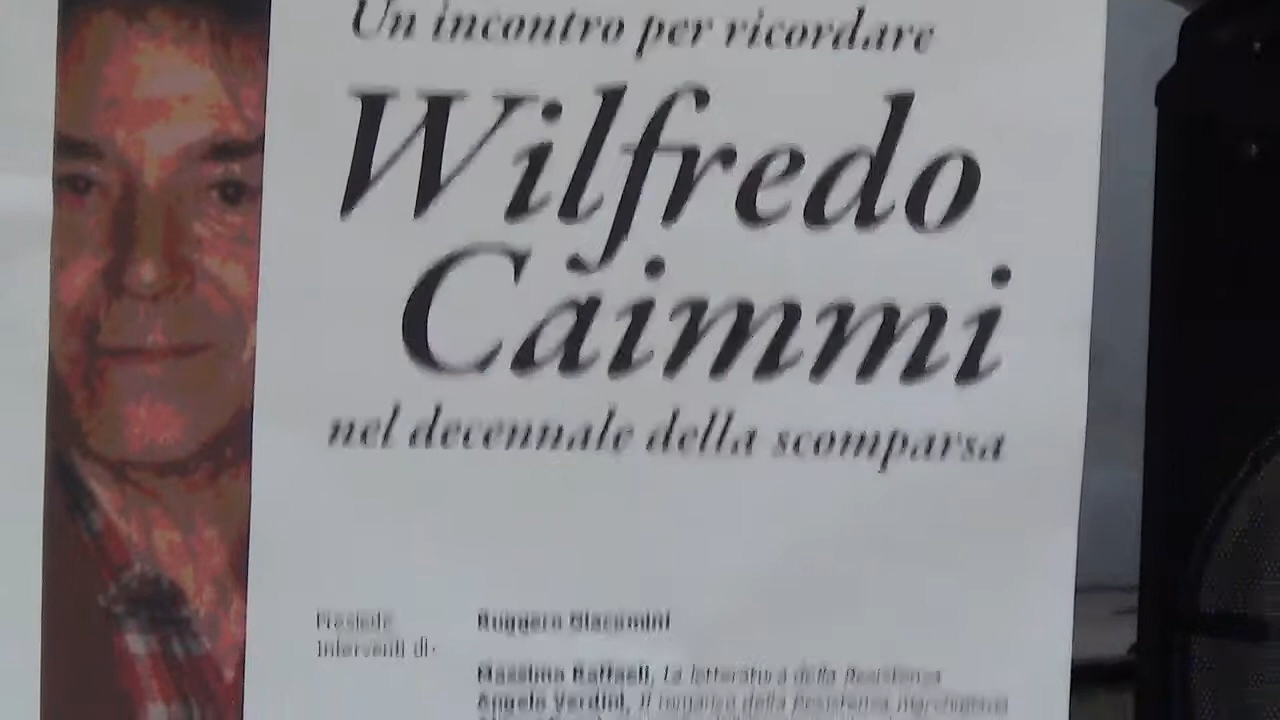 Un incontro per ricordare
Wilfredo
Caimmi
nel decennale della scomparsa
Presiede Ruggero Giacomini
Interventi di:
Massimo Raffaeli, La letteratura della Resistenza
Angelo Verdini, Il romanzo della Resistenza marchigiana